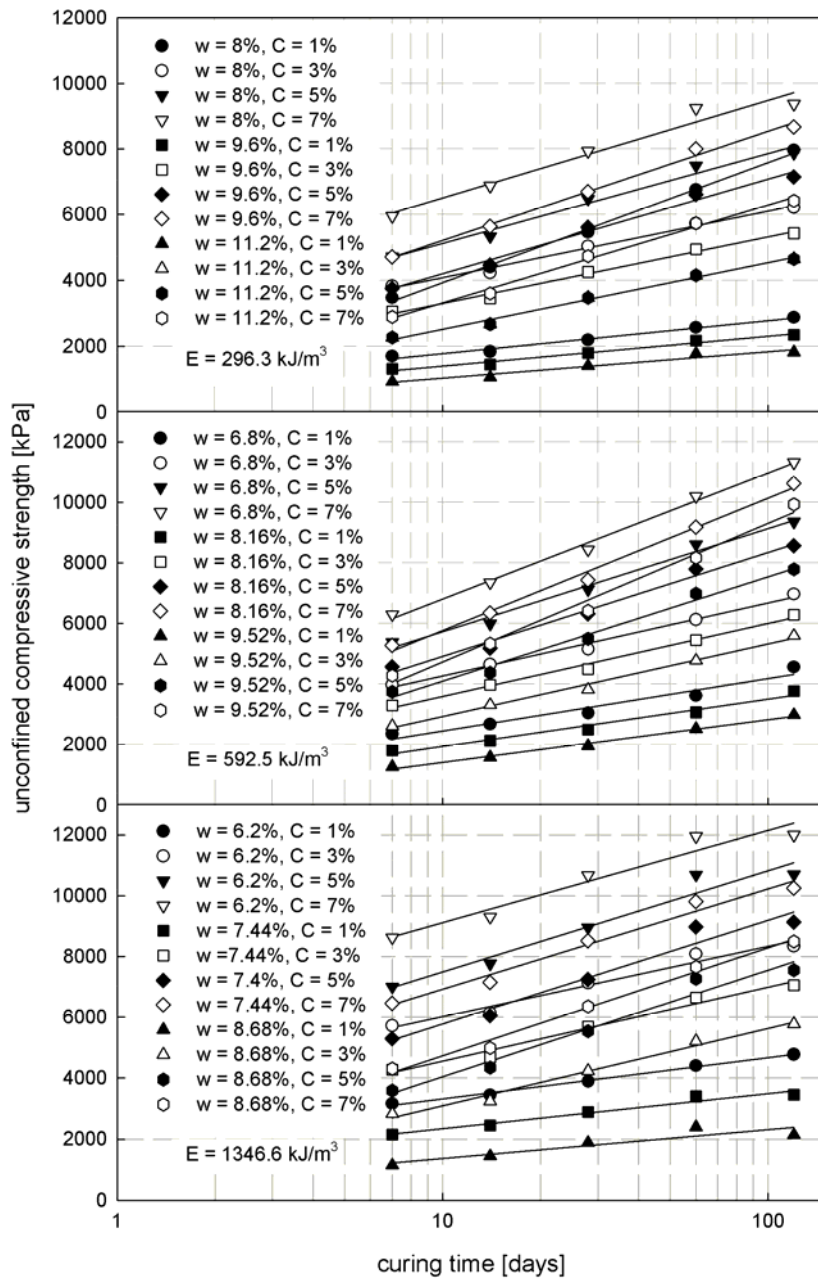 12000
10000
8000
6000
4000
2000
0
w = 8%, C = 1%
w = 8%, C = 3%
w = 8%, C = 5%
w = 8%, C = 7%
w = 9.6%, C = 1%
w = 9.6%, C = 3%
w = 9.6%, C = 5%
w = 9.6%, C = 7%
w = 11.2%, C = 1%
w = 11.2%, C = 3%
w = 11.2%, C = 5%
w = 11.2%, C = 7%
E = 296.3 kJ/m³
unconfined compressive strength [kPa]
12000
10000
8000
6000
4000
2000
0
w = 6.8%, C = 1%
w = 6.8%, C = 3%
w = 6.8%, C = 5%
w = 6.8%, C = 7%
w = 8.16%, C = 1%
w = 8.16%, C = 3%
w = 8.16%, C = 5%
w = 8.16%, C = 7%
w = 9.52%, C = 1%
w = 9.52%, C = 3%
w = 9.52%, C = 5%
w = 9.52%, C = 7%
E = 592.5 kJ/m³
12000
10000
8000
6000
4000
2000
0
w = 6.2%, C = 1%
w = 6.2%, C = 3%
w = 6.2%, C = 5%
w = 6.2%, C = 7%
w = 7.44%, C = 1%
w =7.44%, C = 3%
w = 7.4%, C = 5%
w = 7.44%, C = 7%
w = 8.68%, C = 1%
w = 8.68%, C = 3%
w = 8.68%, C = 5%
w = 8.68%, C = 7%
E = 1346.6 kJ/m³
1
10
100
curing time [days]